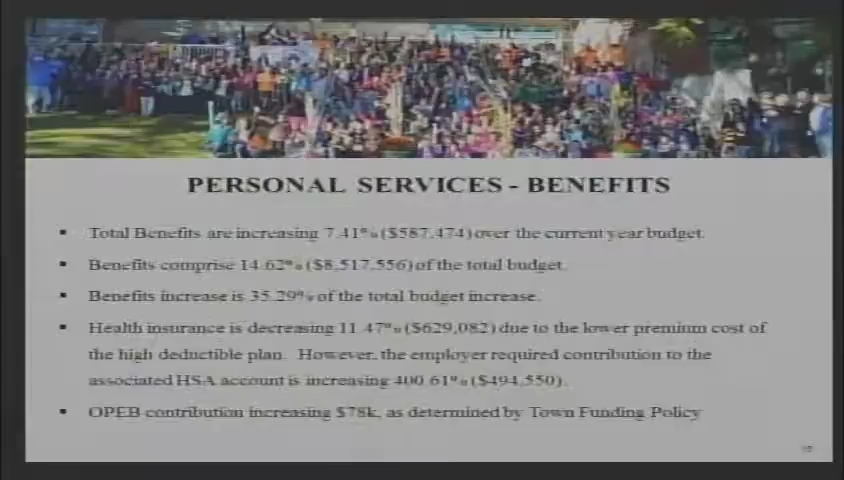 PERSONAL SERVICES - BENEFITS
▪ Total Benefits are increasing 7.41% ($587,474) over the current year budget.
▪ Benefits comprise 14.62% ($8,517,556) of the total budget.
▪ Benefits increase is 35.29% of the total budget increase.
▪ Health insurance is decreasing 11.47% ($629,082) due to the lower premium cost of
the high deductible plan. However, the employer required contribution to the
associated HSA account is increasing 400.61% ($494,550).
▪ OPEB contribution increasing $78k, as determined by Town Funding Policy